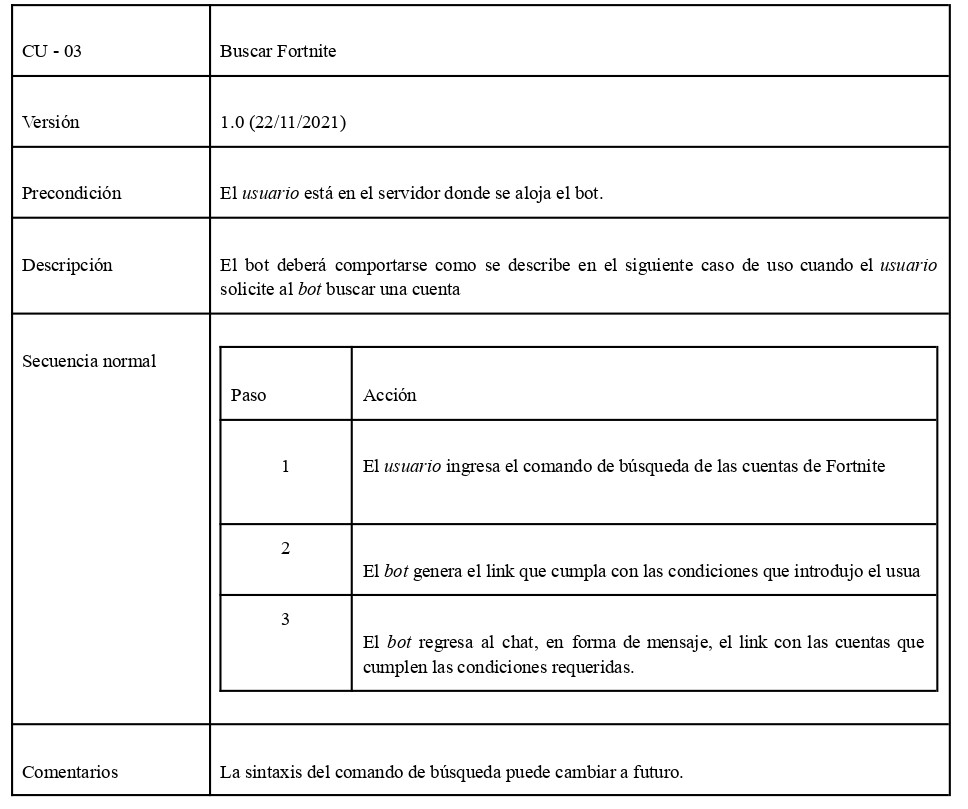 CU - 03
Buscar Fortnite
Versión
1.0 (22/11/2021)
Precondición
El usuario está en el servidor donde se aloja el bot.
Descripción
El bot deberá comportarse como se describe en el siguiente caso de uso cuando el usuario
solicite al bot buscar una cuenta
Secuencia normal
Paso
Acción
1
El usuario ingresa el comando de búsqueda de las cuentas de Fortnite
2
El bot genera el link que cumpla con las condiciones que introdujo el usua
3
El bot regresa al chat, en forma de mensaje, el link con las cuentas que
cumplen las condiciones requeridas.
Comentarios
La sintaxis del comando de búsqueda puede cambiar a futuro.